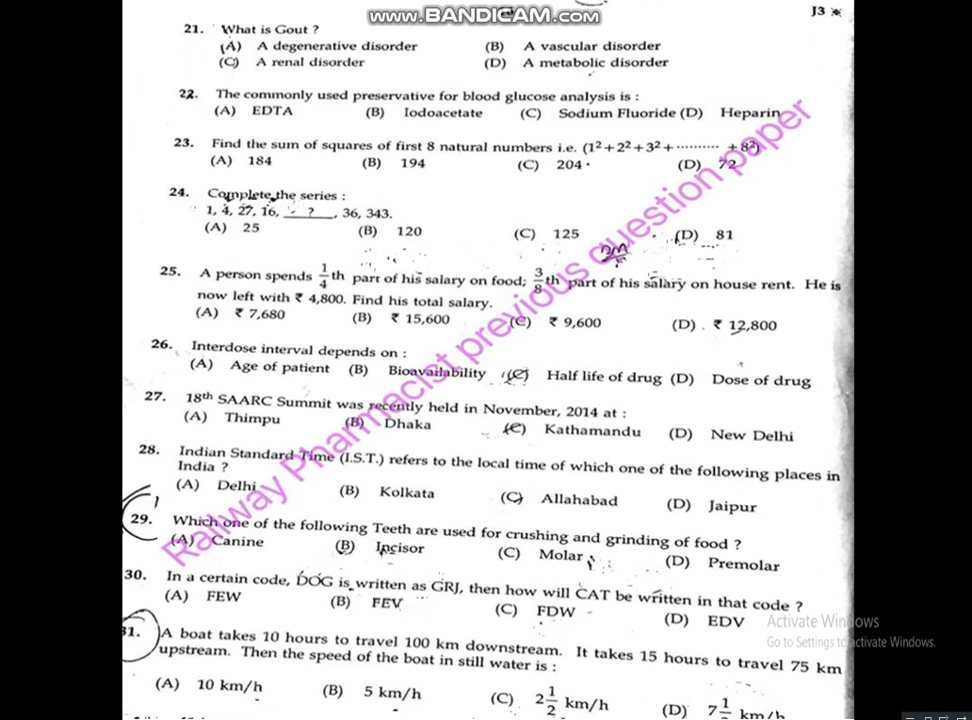 WWW.BANDICAM.COM
J3 ✱
21. What is Gout ?
(A) A degenerative disorder (B) A vascular disorder
(C) A renal disorder (D) A metabolic disorder
22. The commonly used preservative for blood glucose analysis is :
(A) EDTA (B) Iodoacetate (C) Sodium Fluoride (D) Heparin
23. Find the sum of squares of first 8 natural numbers i.e. (1²+2²+3²+·········· +8²)
(A) 184 (B) 194 (C) 204 (D) 72
24. Complete the series :
1, 4, 27, 16, ___?___, 36, 343.
(A) 25 (B) 120 (C) 125 (D) 81
25. A person spends 1/4 th part of his salary on food; 3/8 th part of his salary on house rent. He is
now left with ₹ 4,800. Find his total salary.
(A) ₹ 7,680 (B) ₹ 15,600 (C) ₹ 9,600 (D) ₹ 12,800
26. Interdose interval depends on :
(A) Age of patient (B) Bioavailability (C) Half life of drug (D) Dose of drug
27. 18th SAARC Summit was recently held in November, 2014 at :
(A) Thimpu (B) Dhaka (C) Kathamandu (D) New Delhi
28. Indian Standard Time (I.S.T.) refers to the local time of which one of the following places in
India ?
(A) Delhi (B) Kolkata (C) Allahabad (D) Jaipur
29. Which one of the following Teeth are used for crushing and grinding of food ?
(A) Canine (B) Incisor (C) Molar (D) Premolar
30. In a certain code, DOG is written as GRJ, then how will CAT be written in that code ?
(A) FEW (B) FEV (C) FDW (D) EDV
31. A boat takes 10 hours to travel 100 km downstream. It takes 15 hours to travel 75 km
upstream. Then the speed of the boat in still water is :
(A) 10 km/h (B) 5 km/h (C) 2 1/2 km/h (D) 7 1/2 km/h
Railway Pharmacist previous question paper
Activate Windows
Go to Settings to activate Windows.